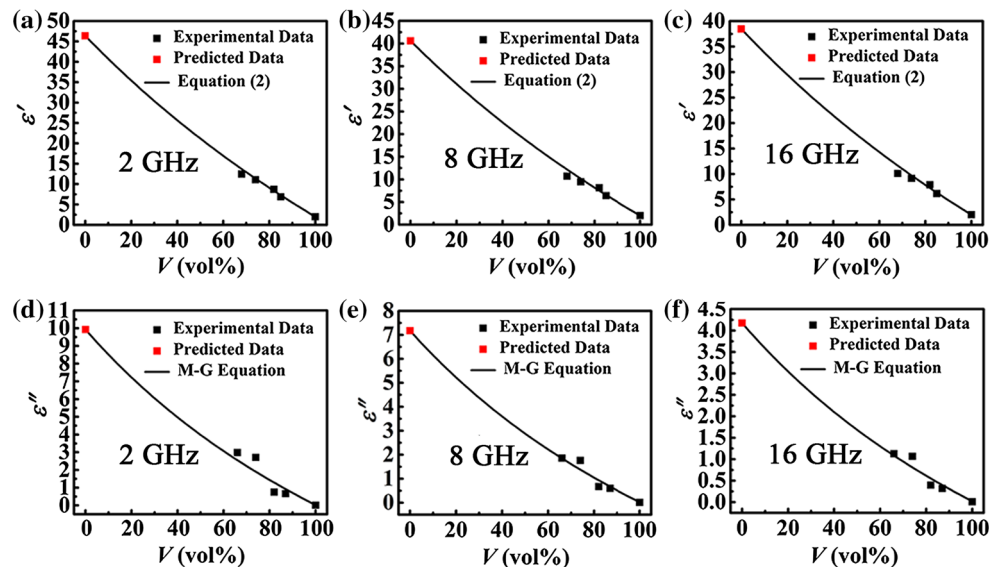 (a)
50
45
40
35
30
25
20
15
10
5
0
ε′
Experimental Data
Predicted Data
Equation (2)
2 GHz
0 20 40 60 80 100
V (vol%)
(b)
45
40
35
30
25
20
15
10
5
0
ε′
Experimental Data
Predicted Data
Equation (2)
8 GHz
0 20 40 60 80 100
V (vol%)
(c)
40
35
30
25
20
15
10
5
0
ε′
Experimental Data
Predicted Data
Equation (2)
16 GHz
0 20 40 60 80 100
V (vol%)
(d)
11
10
9
8
7
6
5
4
3
2
1
0
ε″
Experimental Data
Predicted Data
M-G Equation
2 GHz
0 20 40 60 80 100
V (vol%)
(e)
8
7
6
5
4
3
2
1
0
ε″
Experimental Data
Predicted Data
M-G Equation
8 GHz
0 20 40 60 80 100
V (vol%)
(f)
4.5
4.0
3.5
3.0
2.5
2.0
1.5
1.0
0.5
0.0
ε″
Experimental Data
Predicted Data
M-G Equation
16 GHz
0 20 40 60 80 100
V (vol%)